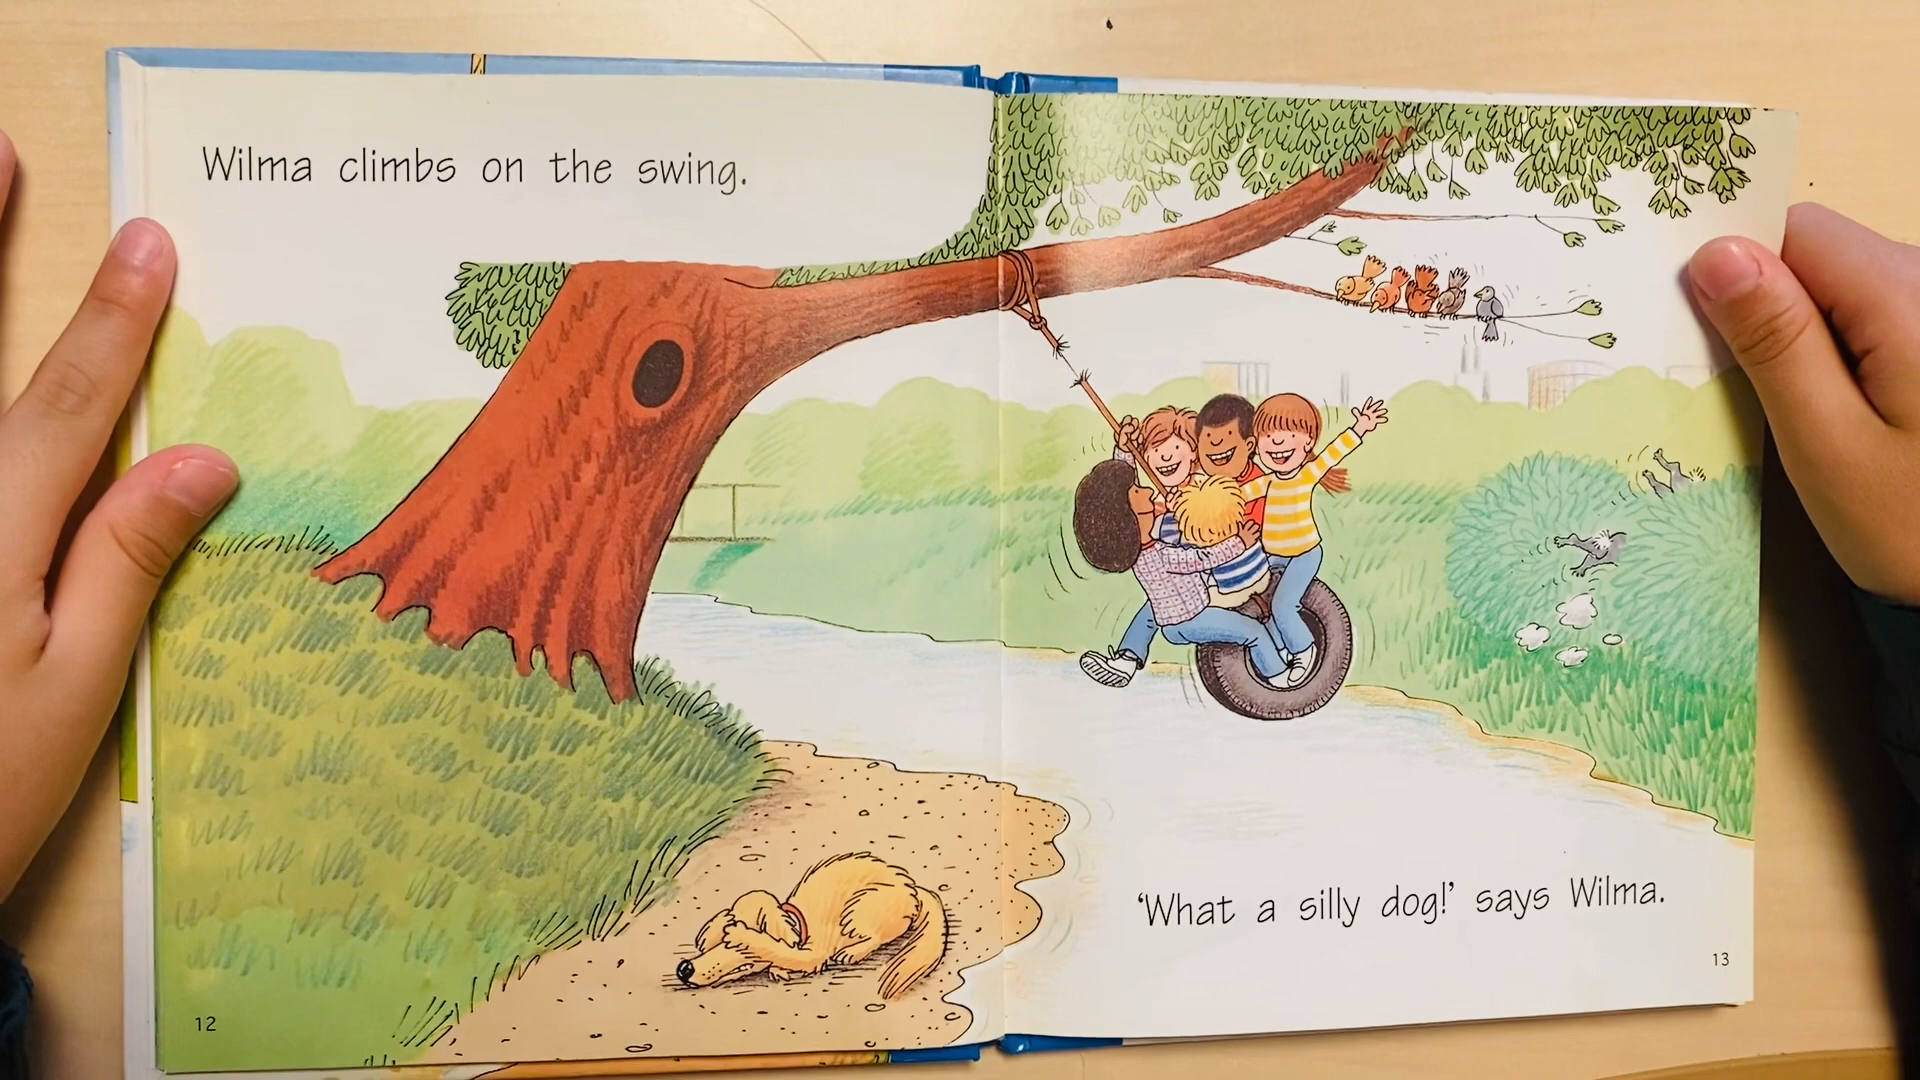 Wilma climbs on the swing.
12
‘What a silly dog!’ says Wilma.
13